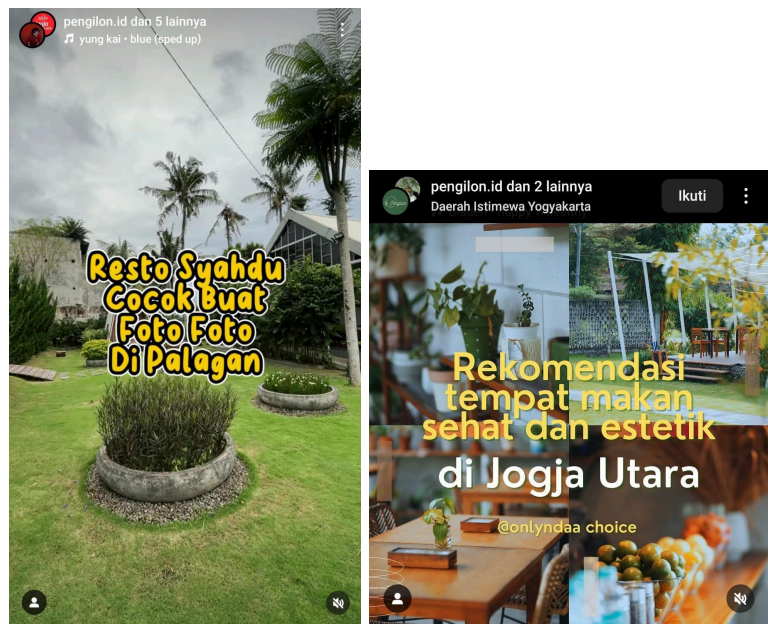 pengilon.id dan 5 lainnya
yung kai • blue (sped up)
Resto Syahdu
Cocok Buat
Foto Foto
Di Palagan
pengilon.id dan 2 lainnya
Daerah Istimewa Yogyakarta
Ikuti
Rekomendasi
tempat makan
sehat dan estetik
di Jogja Utara
@onlyndaa choice